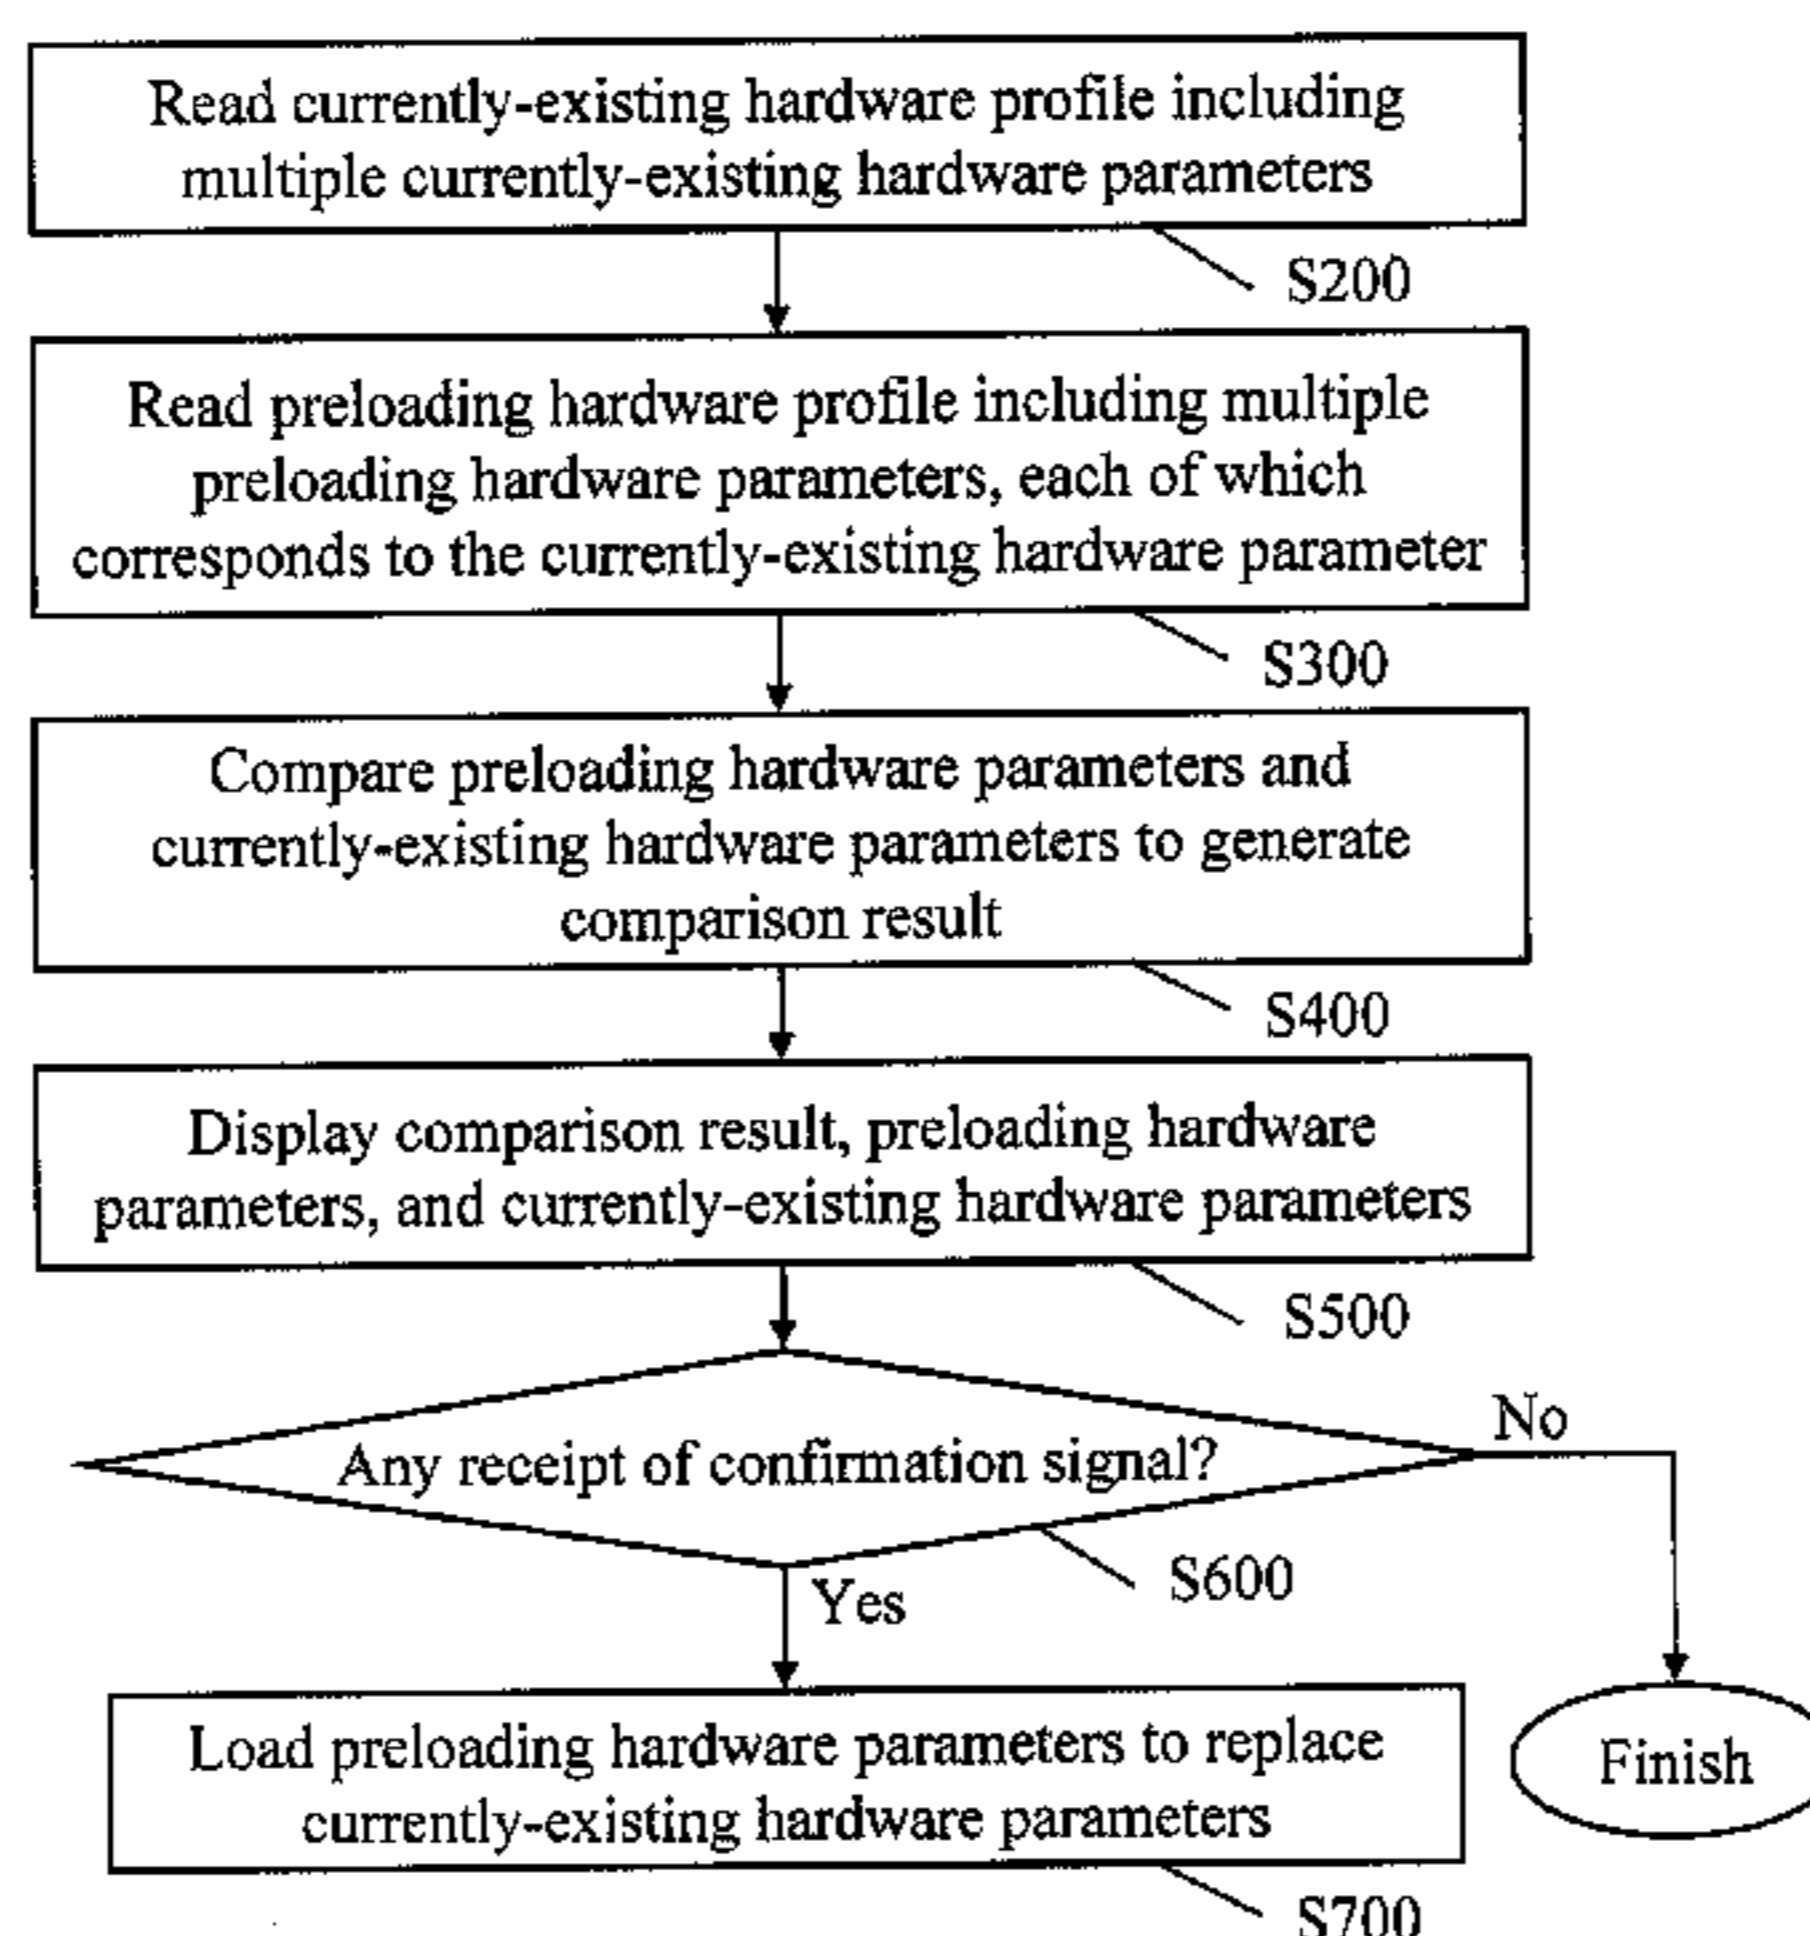 Read currently-existing hardware profile including
multiple currently-existing hardware parameters
S200
Read preloading hardware profile including multiple
preloading hardware parameters, each of which
corresponds to the currently-existing hardware parameter
S300
Compare preloading hardware parameters and
currently-existing hardware parameters to generate
comparison result
S400
Display comparison result, preloading hardware
parameters, and currently-existing hardware parameters
S500
No
Any receipt of confirmation signal?
S600
Yes
Load preloading hardware parameters to replace
currently-existing hardware parameters
Finish
S700